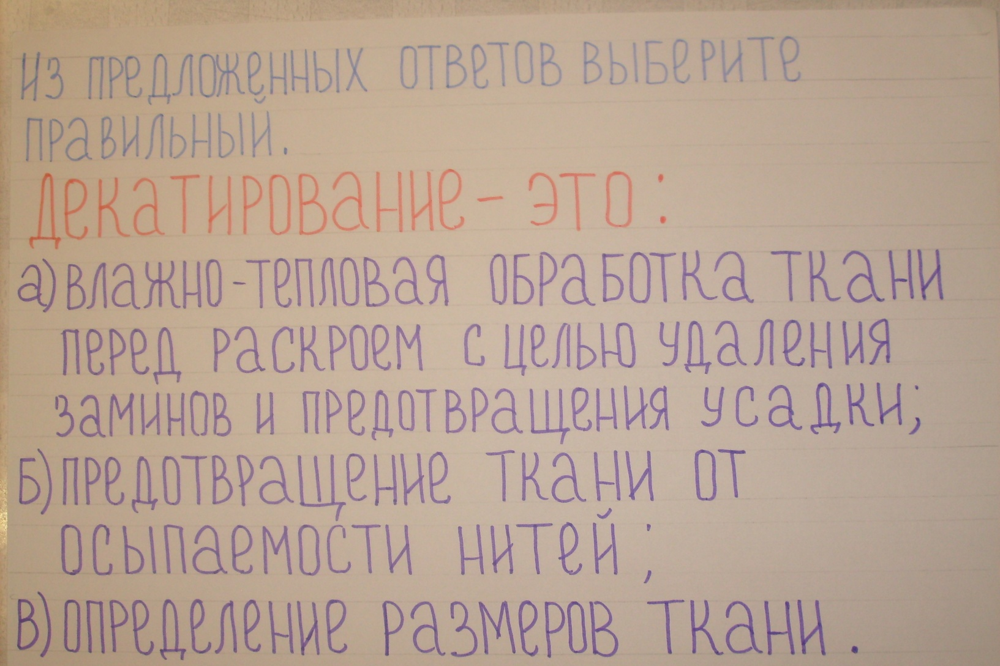 Из предложенных ответов выберите
правильный.
Декатирование – это:
а) влажно-тепловая обработка ткани
перед раскроем с целью удаления
заминов и предотвращения усадки;
б) предотвращение ткани от
осыпаемости нитей;
в) определение размеров ткани.